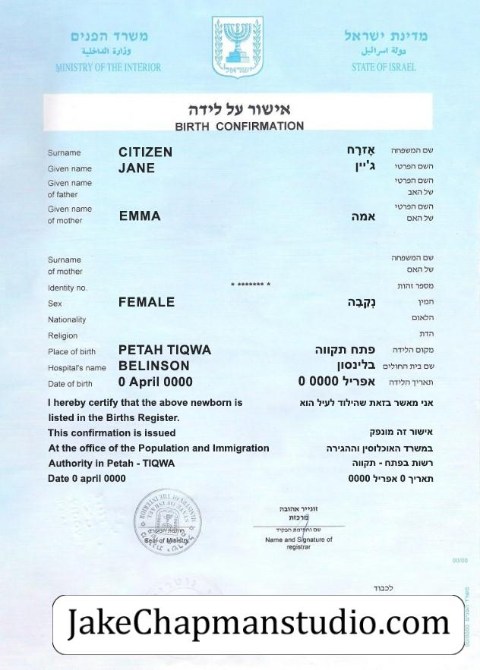 משרד הפנים
وزارة الداخلية
MINISTRY OF THE INTERIOR
מדינת ישראל
دولة اسرائيل
STATE OF ISRAEL
אישור על לידה
BIRTH CONFIRMATION
Surname CITIZEN אֶזְרָח שם המשפחה
Given name JANE ג'יין השם הפרטי
Given name השם הפרטי
of father של האב
Given name השם הפרטי
of mother EMMA אמה של האם
Surname שם המשפחה
of mother של האם
Identity no. * ******* * מספר זהות
Sex FEMALE נְקֵבָה המין
Nationality הלאום
Religion הדת
Place of birth PETAH TIQWA פתח תקווה מקום הלידה
Hospital's name BELINSON בלינסון שם בית החולים
Date of birth 0 April 0000 0 אפריל 0000 תאריך הלידה
I hereby certify that the above newborn is אני מאשר בזאת שהילוד לעיל הוא
listed in the Births Register.
This confirmation is issued אישור זה מונפק
At the office of the Population and Immigration במשרד האוכלוסין וההגירה
Authority in Petah - TIQWA רשות בפתח - תקווה
Date 0 april 0000 תאריך 0 אפריל 0000
Seal of Ministry
Name and Signature of
registrar
לכבוד
JakeChapmanstudio.com